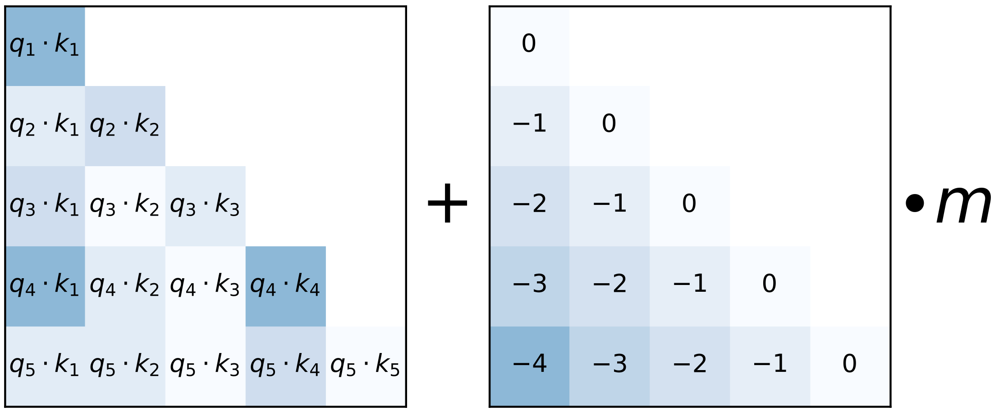 q₁ · k₁ 0
q₂ · k₁ q₂ · k₂ −1 0
q₃ · k₁ q₃ · k₂ q₃ · k₃ + −2 −1 0 • m
q₄ · k₁ q₄ · k₂ q₄ · k₃ q₄ · k₄ −3 −2 −1 0
q₅ · k₁ q₅ · k₂ q₅ · k₃ q₅ · k₄ q₅ · k₅ −4 −3 −2 −1 0